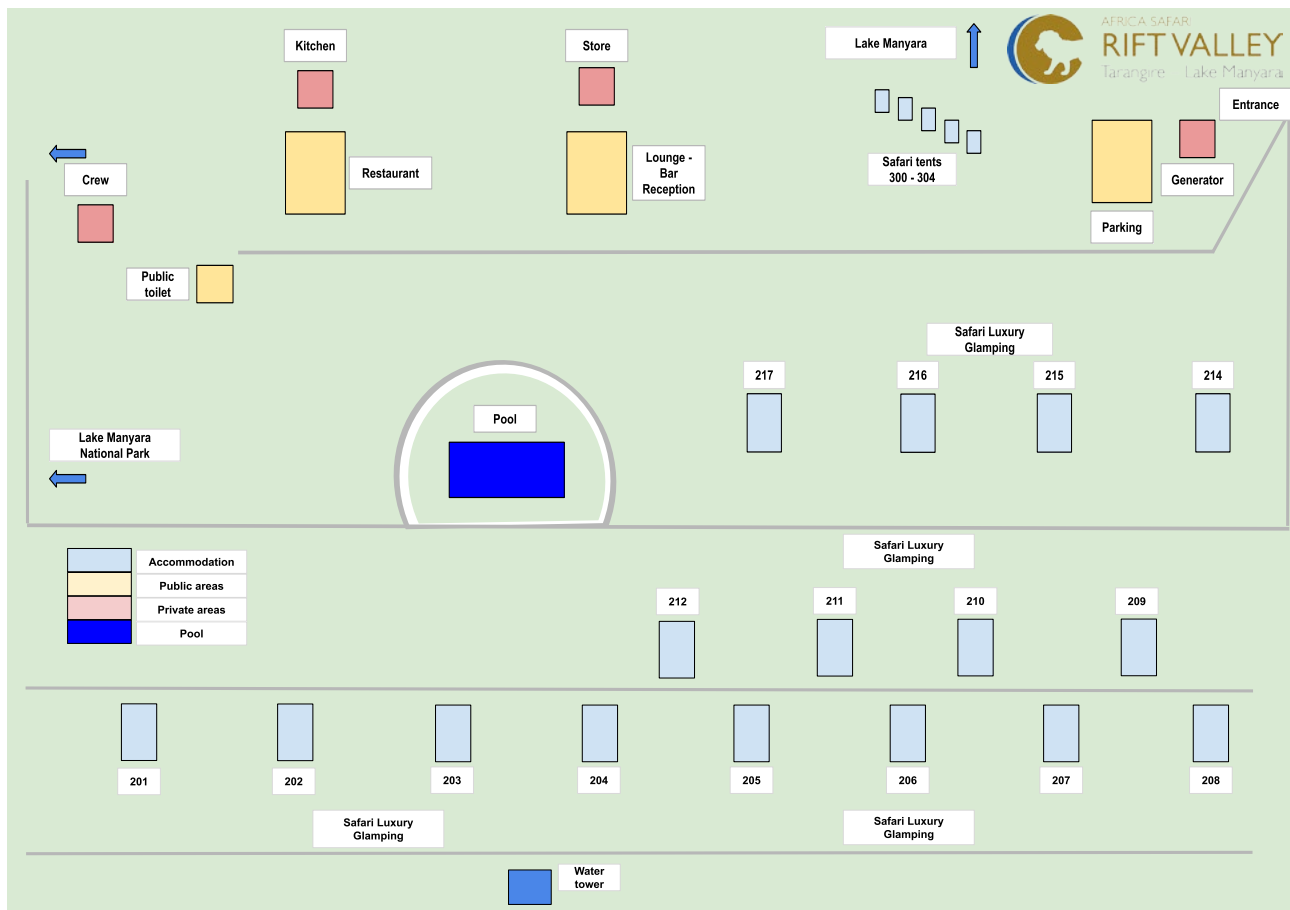 Kitchen
Store
Lake Manyara
AFRICA SAFARI
RIFT VALLEY
Tarangire Lake Manyara
Entrance
Restaurant
Lounge -
Bar
Reception
Safari tents
300 - 304
Generator
Crew
Parking
Public
toilet
Safari Luxury
Glamping
217
216
215
214
Pool
Lake Manyara
National Park
Safari Luxury
Glamping
Accommodation
Public areas
Private areas
Pool
212
211
210
209
201
202
203
204
205
206
207
208
Safari Luxury
Glamping
Safari Luxury
Glamping
Water
tower